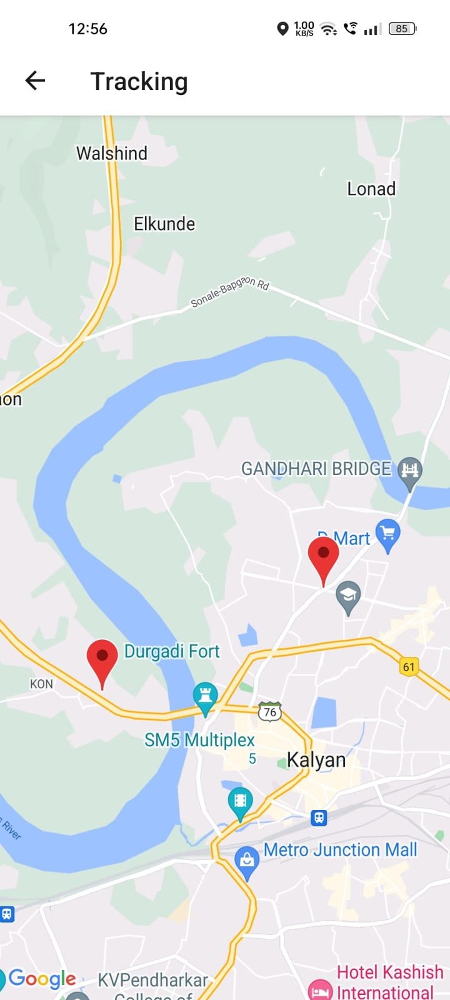 12:56
1.00
KB/S
85
Tracking
Walshind
Lonad
Elkunde
Sonale-Bapgaon Rd
GANDHARI BRIDGE
Mart
Durgadi Fort
61
KON
76
SM5 Multiplex
5
Kalyan
River
Metro Junction Mall
Google
KVPendharkar
College of
Hotel Kashish
International